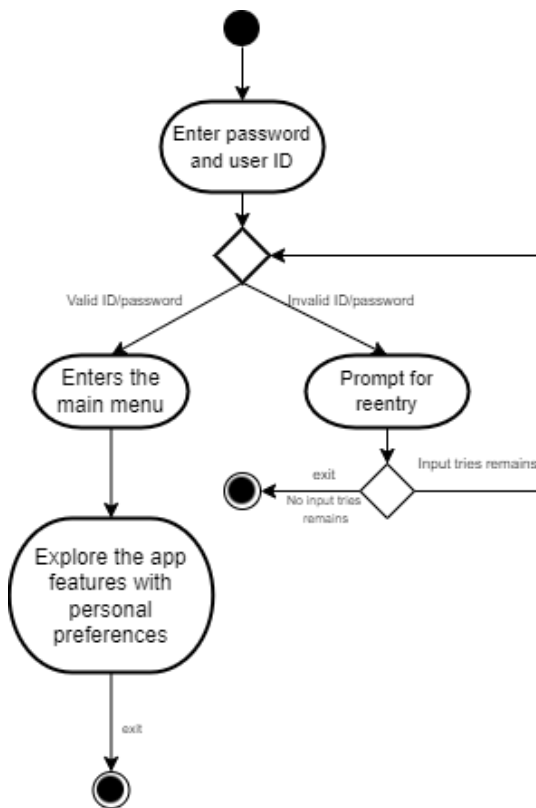 Enter password
and user ID
Valid ID/password
Invalid ID/password
Enters the
main menu
Prompt for
reentry
exit
No input tries
remains
Input tries remains
Explore the app
features with
personal
preferences
exit